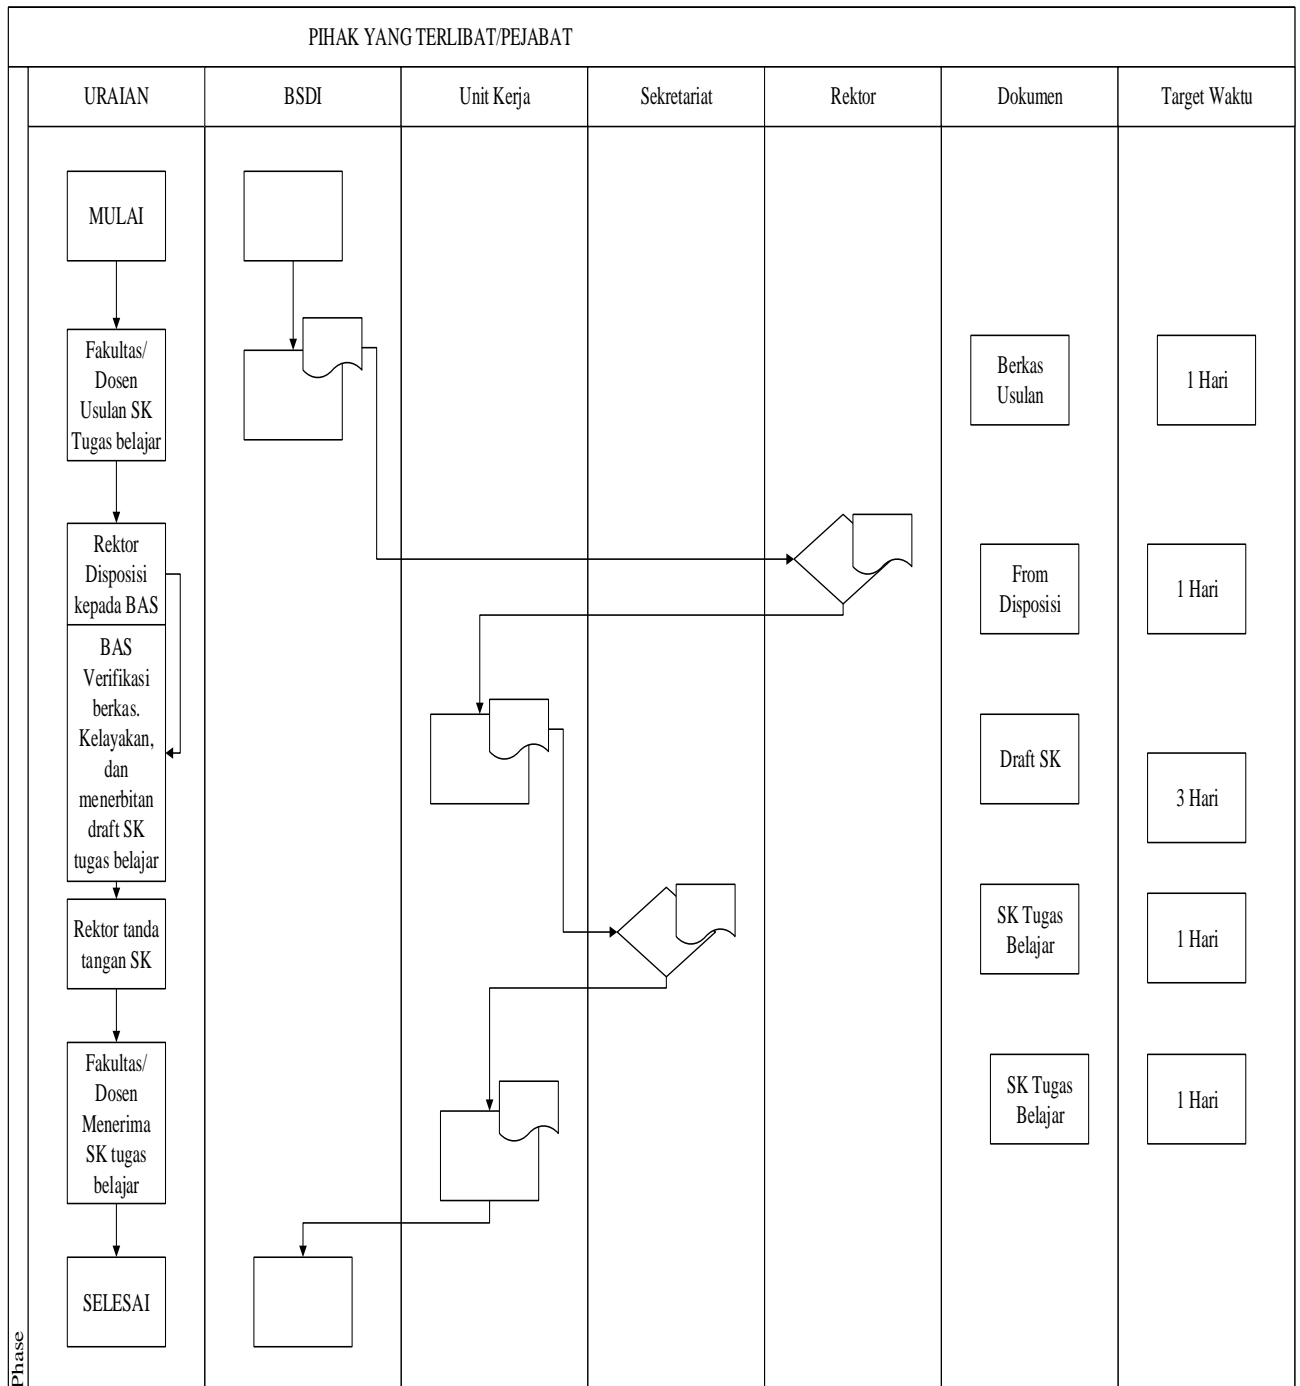 PIHAK YANG TERLIBAT/PEJABAT
URAIAN
BSDI
Unit Kerja
Sekretariat
Rektor
Dokumen
Target Waktu
MULAI
Fakultas/
Dosen
Usulan SK
Tugas belajar
Berkas
Usulan
1 Hari
Rektor
Disposisi
kepada BAS
From
Disposisi
1 Hari
BAS
Verifikasi
berkas.
Kelayakan,
dan
menerbitan
draft SK
tugas belajar
Draft SK
3 Hari
Rektor tanda
tangan SK
SK Tugas
Belajar
1 Hari
Fakultas/
Dosen
Menerima
SK tugas
belajar
SK Tugas
Belajar
1 Hari
SELESAI
Phase